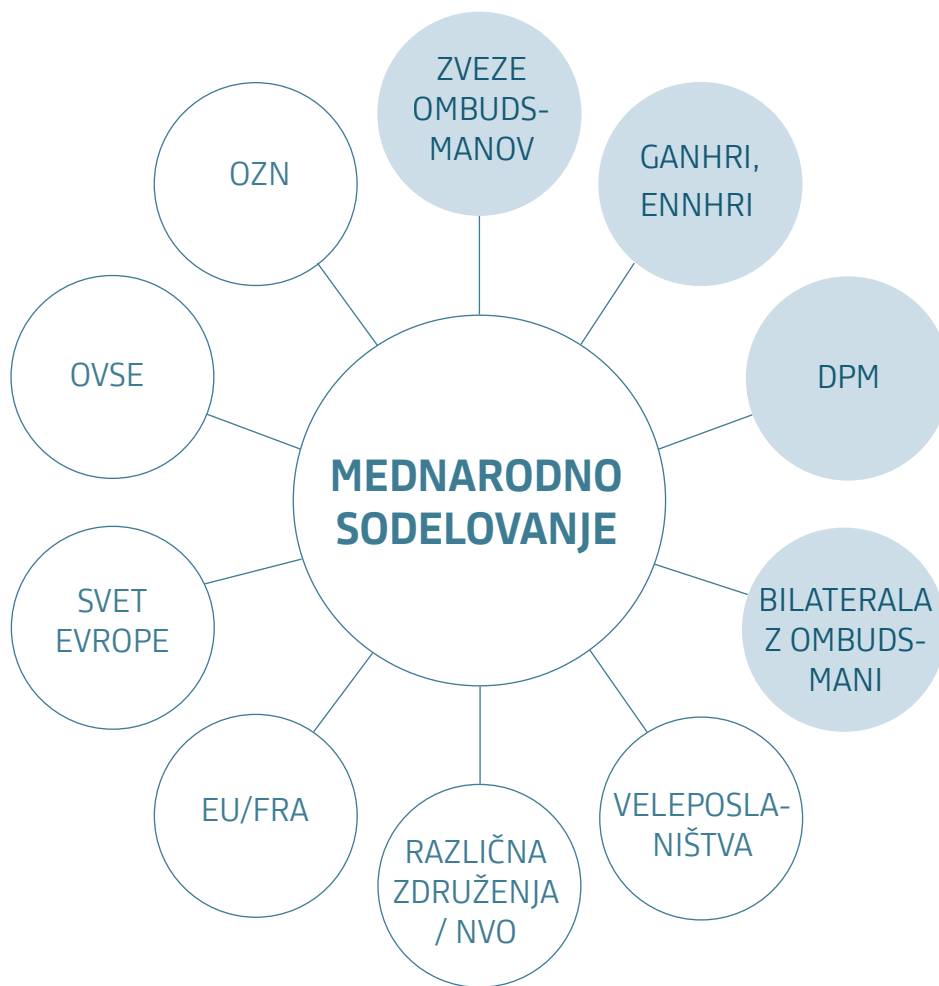 ZVEZE
OMBUDS-
MANOV
GANHRI,
ENNHRI
DPM
BILATERALA
Z OMBUDS-
MANI
VELEPOSLA-
NIŠTVA
RAZLIČNA
ZDRUŽENJA
/ NVO
EU/FRA
SVET
EVROPE
OVSE
OZN
MEDNARODNO
SODELOVANJE